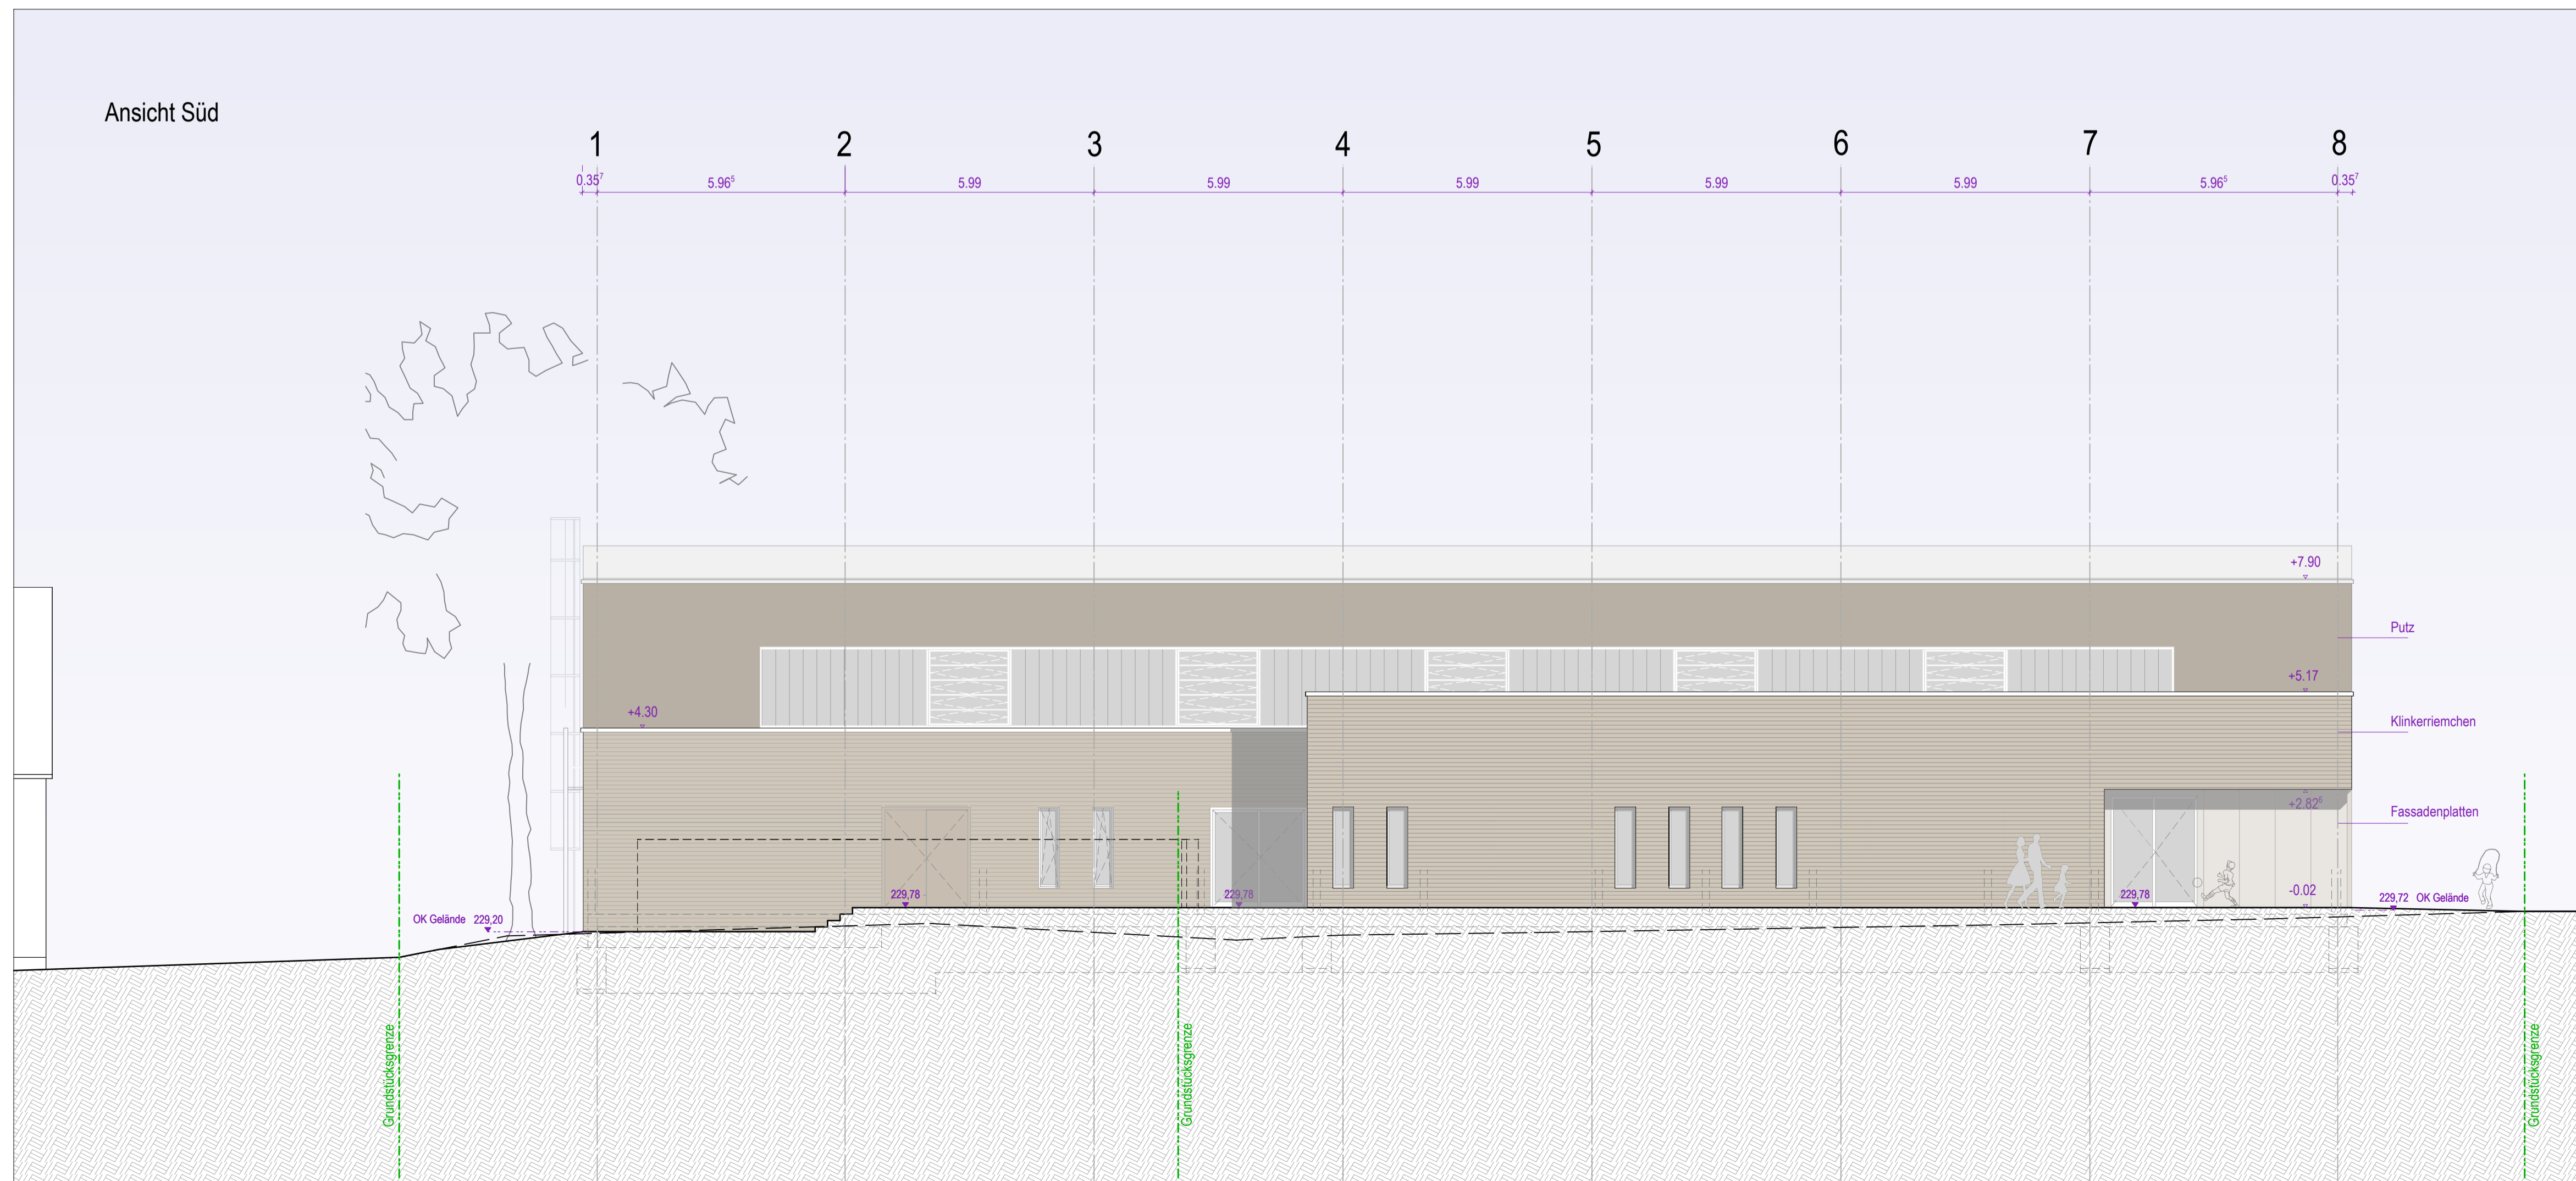 Ansicht Süd
1 2 3 4 5 6 7 8
0.35⁷ 5.96⁵ 5.99 5.99 5.99 5.99 5.99 5.96⁵ 0.35⁷
+7.90
Putz
+5.17
+4.30
Klinkerriemchen
+2.82⁶
Fassadenplatten
-0.02
229,78 229,78 229,78
229,72 OK Gelände
OK Gelände 229,20
Grundstücksgrenze
Grundstücksgrenze
Grundstücksgrenze